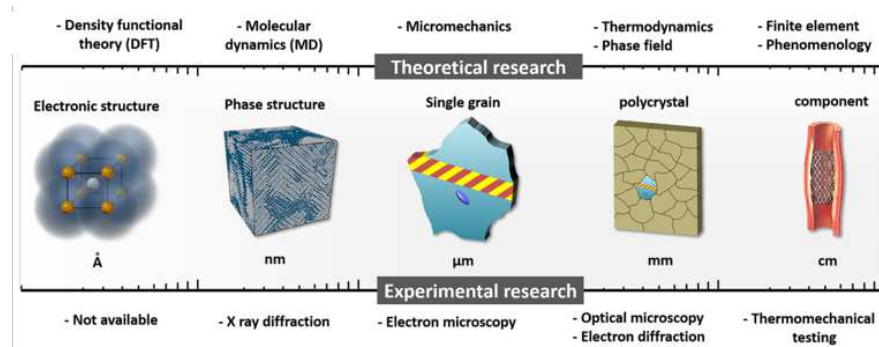 - Density functional theory (DFT)
- Molecular dynamics (MD)
- Micromechanics
- Thermodynamics
- Phase field
- Finite element
- Phenomenology
Theoretical research
Electronic structure
Phase structure
Single grain
polycrystal
component
Å
nm
µm
mm
cm
Experimental research
- Not available
- X ray diffraction
- Electron microscopy
- Optical microscopy
- Electron diffraction
- Thermomechanical testing